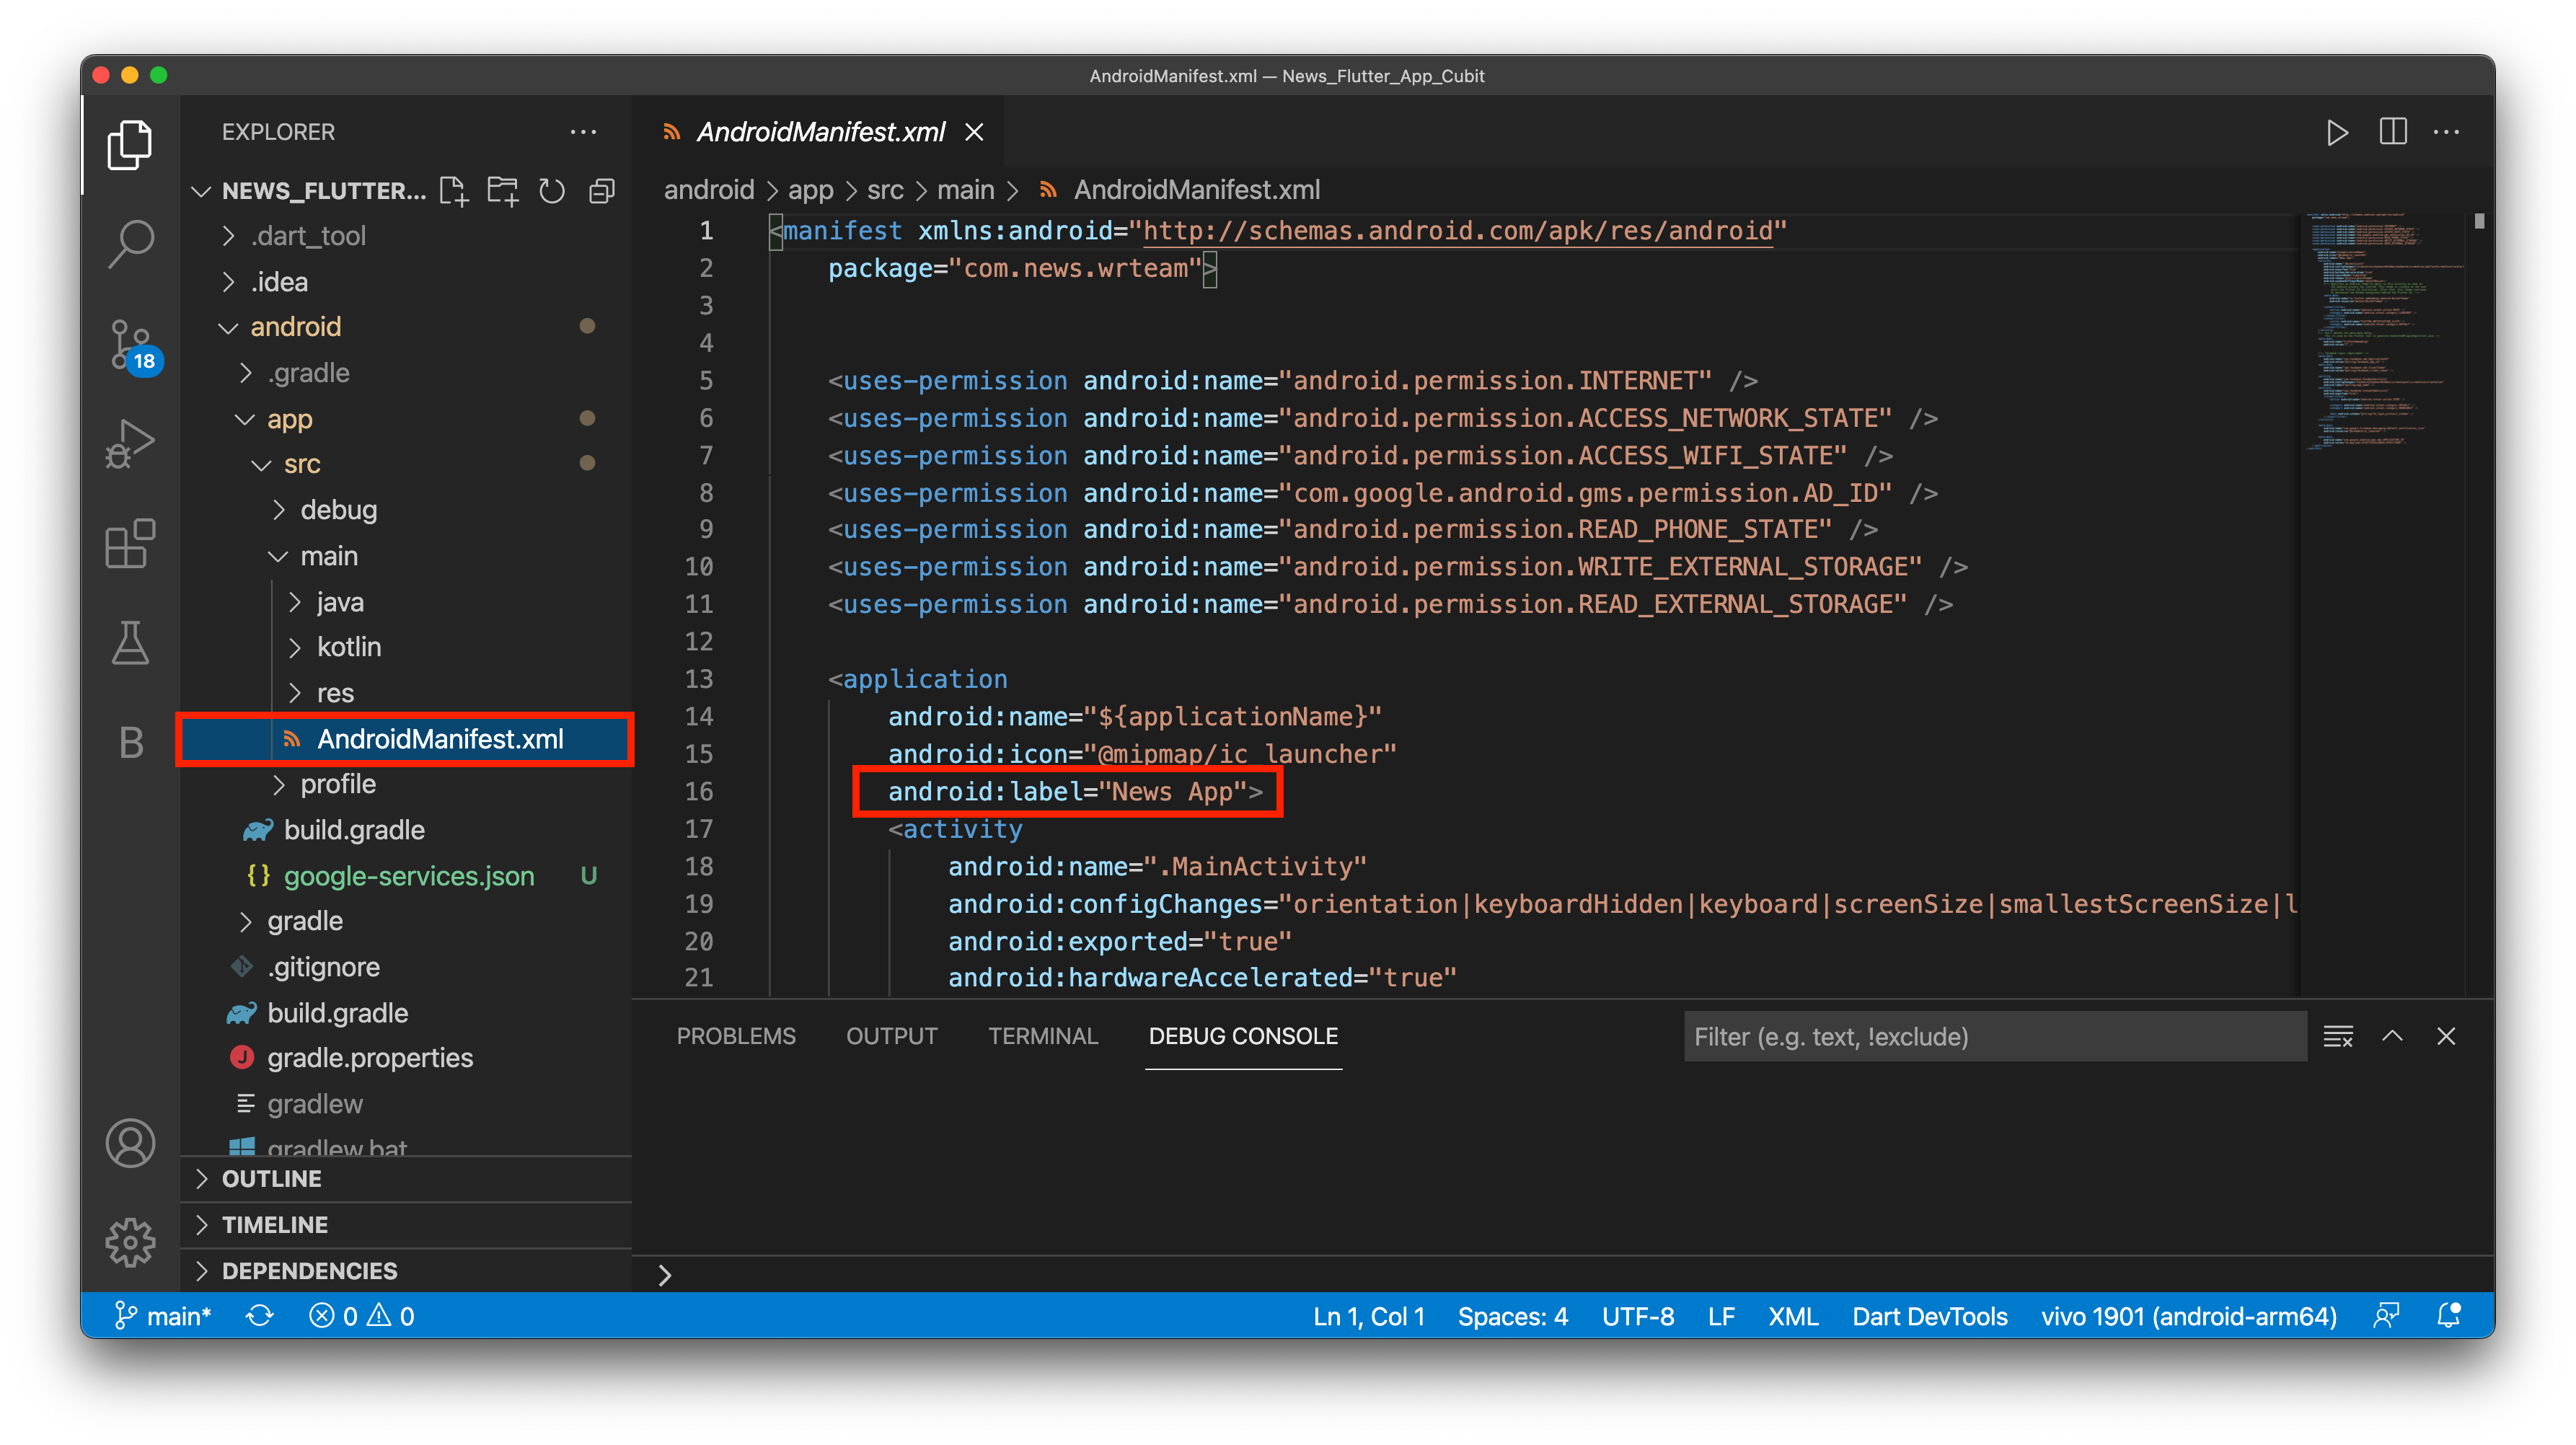 AndroidManifest.xml — News_Flutter_App_Cubit
EXPLORER
NEWS_FLUTTER...
.dart_tool
.idea
android
.gradle
app
src
debug
main
java
kotlin
res
AndroidManifest.xml
profile
build.gradle
google-services.json U
gradle
.gitignore
build.gradle
gradle.properties
gradlew
gradlew.bat
OUTLINE
TIMELINE
DEPENDENCIES
18
B
AndroidManifest.xml
android > app > src > main > AndroidManifest.xml
1 <manifest xmlns:android="http://schemas.android.com/apk/res/android"
2 package="com.news.wrteam">
3
4
5 <uses-permission android:name="android.permission.INTERNET" />
6 <uses-permission android:name="android.permission.ACCESS_NETWORK_STATE" />
7 <uses-permission android:name="android.permission.ACCESS_WIFI_STATE" />
8 <uses-permission android:name="com.google.android.gms.permission.AD_ID" />
9 <uses-permission android:name="android.permission.READ_PHONE_STATE" />
10 <uses-permission android:name="android.permission.WRITE_EXTERNAL_STORAGE" />
11 <uses-permission android:name="android.permission.READ_EXTERNAL_STORAGE" />
12
13 <application
14 android:name="${applicationName}"
15 android:icon="@mipmap/ic_launcher"
16 android:label="News App">
17 <activity
18 android:name=".MainActivity"
19 android:configChanges="orientation|keyboardHidden|keyboard|screenSize|smallestScreenSize|l
20 android:exported="true"
21 android:hardwareAccelerated="true"
PROBLEMS OUTPUT TERMINAL DEBUG CONSOLE Filter (e.g. text, !exclude)
main* 0 0 Ln 1, Col 1 Spaces: 4 UTF-8 LF XML Dart DevTools vivo 1901 (android-arm64)